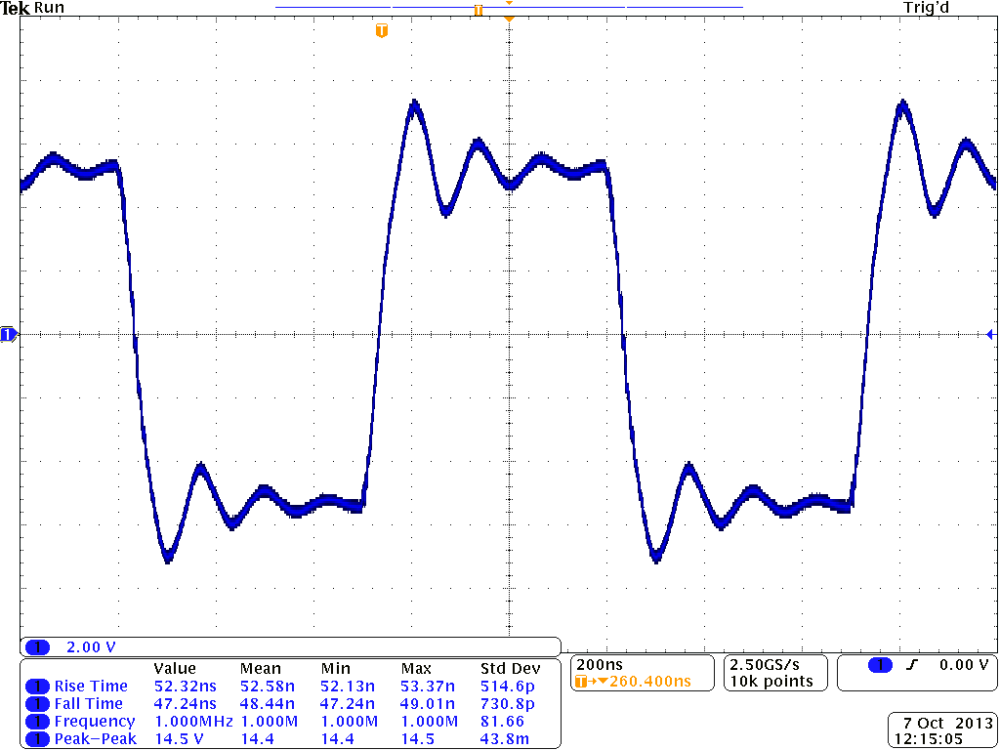 Tek Run Trig'd
T
T
1
1 2.00 V
Value Mean Min Max Std Dev
1 Rise Time 52.32ns 52.58n 52.13n 53.37n 514.6p
1 Fall Time 47.24ns 48.44n 47.24n 49.01n 730.8p
1 Frequency 1.000MHz 1.000M 1.000M 1.000M 81.66
1 Peak-Peak 14.5 V 14.4 14.4 14.5 43.8m
200ns
T→▼260.400ns
2.50GS/s
10k points
1 0.00 V
7 Oct 2013
12:15:05